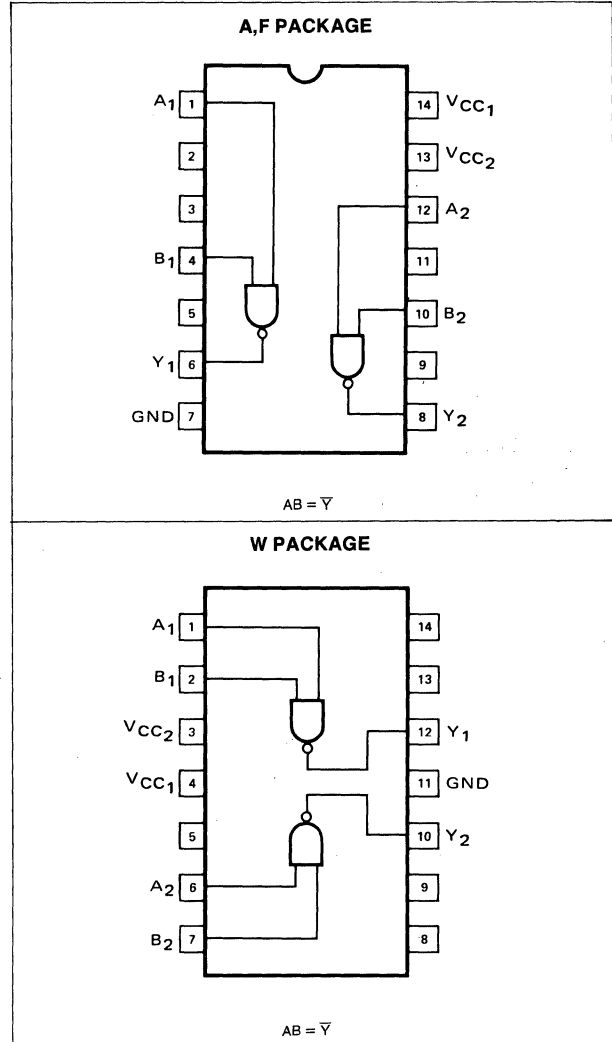 A,F PACKAGE
A1 1
14 VCC1
2
13 VCC2
3
12 A2
B1 4
11
5
10 B2
Y1 6
9
GND 7
8 Y2
AB = Y̅
W PACKAGE
A1 1
14
B1 2
13
VCC2 3
12 Y1
VCC1 4
11 GND
5
10 Y2
A2 6
9
B2 7
8
AB = Y̅